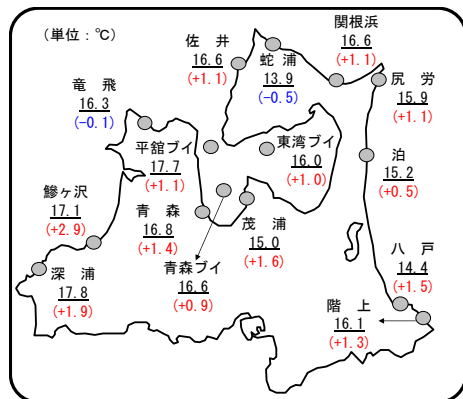 (単位：℃)
佐 井
16.6
(+1.1)
蛇 浦
13.9
(-0.5)
関根浜
16.6
(+1.1)
尻 労
15.9
(+1.1)
竜 飛
16.3
(-0.1)
平舘ブイ
17.7
(+1.1)
東湾ブイ
16.0
(+1.0)
泊
15.2
(+0.5)
鰺ヶ沢
17.1
(+2.9)
青 森
16.8
(+1.4)
茂 浦
15.0
(+1.6)
深 浦
17.8
(+1.9)
青森ブイ
16.6
(+0.9)
八 戸
14.4
(+1.5)
階 上
16.1
(+1.3)